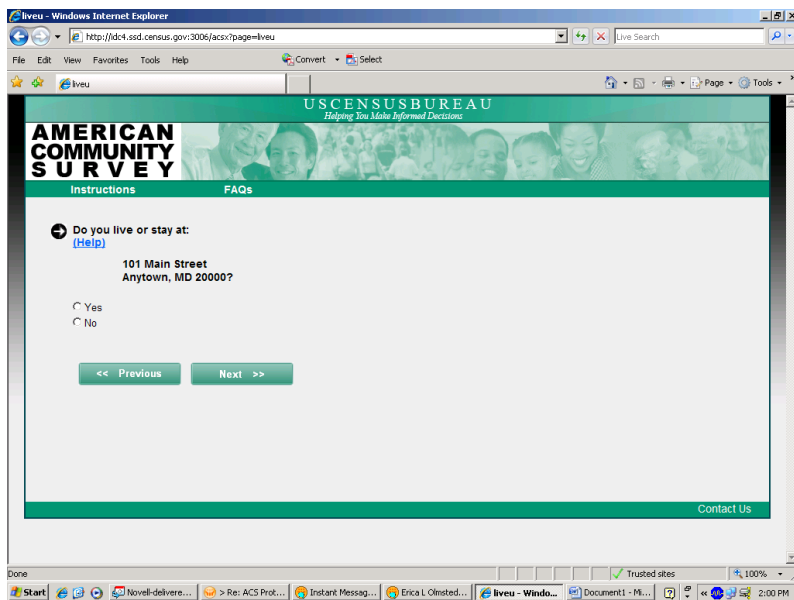 liveu - Windows Internet Explorer
http://idc4.ssd.census.gov:3006/acsx?page=liveu
Live Search
File Edit View Favorites Tools Help
Convert Select
liveu
Page Tools
USCENSUSBUREAU
Helping You Make Informed Decisions
AMERICAN
COMMUNITY
SURVEY
Instructions FAQs
Do you live or stay at:
(Help)
101 Main Street
Anytown, MD 20000?
Yes
No
<< Previous Next >>
Contact Us
Done Trusted sites 100%
Start Novell-delivere... > Re: ACS Prot... Instant Messag... Erica L Olmsted... liveu - Windo... Document1 - Mi... 2:00 PM